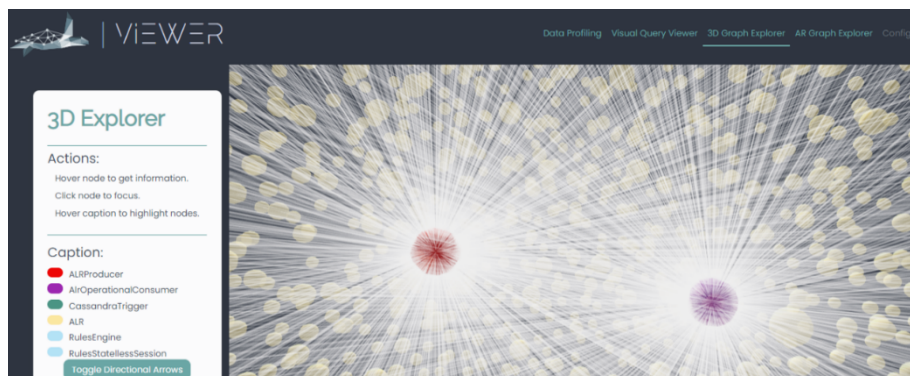 ViEWER
Data Profiling Visual Query Viewer 3D Graph Explorer AR Graph Explorer Config
3D Explorer
Actions:
Hover node to get information.
Click node to focus.
Hover caption to highlight nodes.
Caption:
ALRProducer
AlrOperationalConsumer
CassandraTrigger
ALR
RulesEngine
RulesStatellessSession
Toggle Directional Arrows